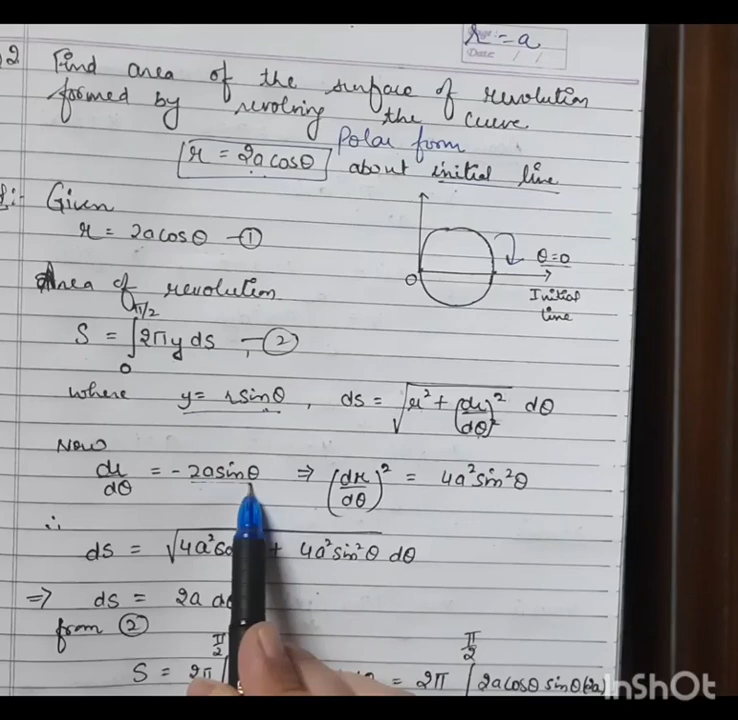 r = a
Date / /
2 Find area of the surface of revolution
formed by revolving the curve
Polar form
r = 2a cosθ about initial line
Given
r = 2a cosθ —①
θ=0
O
Initial
line
Area of revolution
S = ∫₀^{π/2} 2πy ds —②
where y = r sinθ , ds = √(r² + (dr/dθ)²) dθ
Now
dr/dθ = - 2a sinθ ⇒ (dr/dθ)² = 4a² sin²θ
∴
ds = √(4a² + 4a² sin²θ) dθ
⇒ ds = 2a
from ②
S = 2π ∫^{π/2} = 2π ∫^{π/2} 2a cosθ sinθ (2a)
InShOt